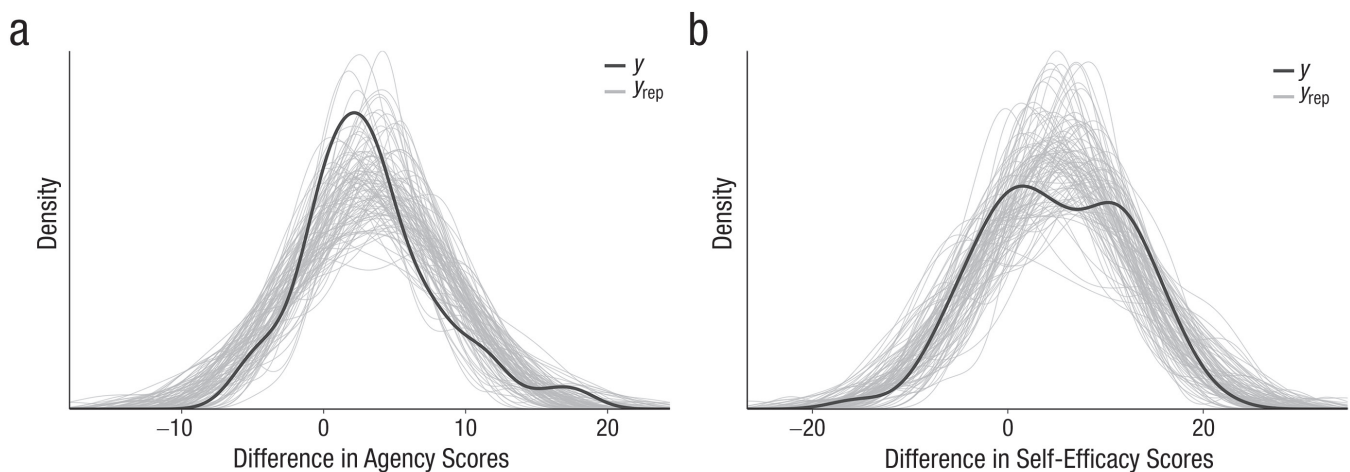 a
y
yrep
Density
−10 0 10 20
Difference in Agency Scores
b
y
yrep
Density
−20 0 20
Difference in Self-Efficacy Scores